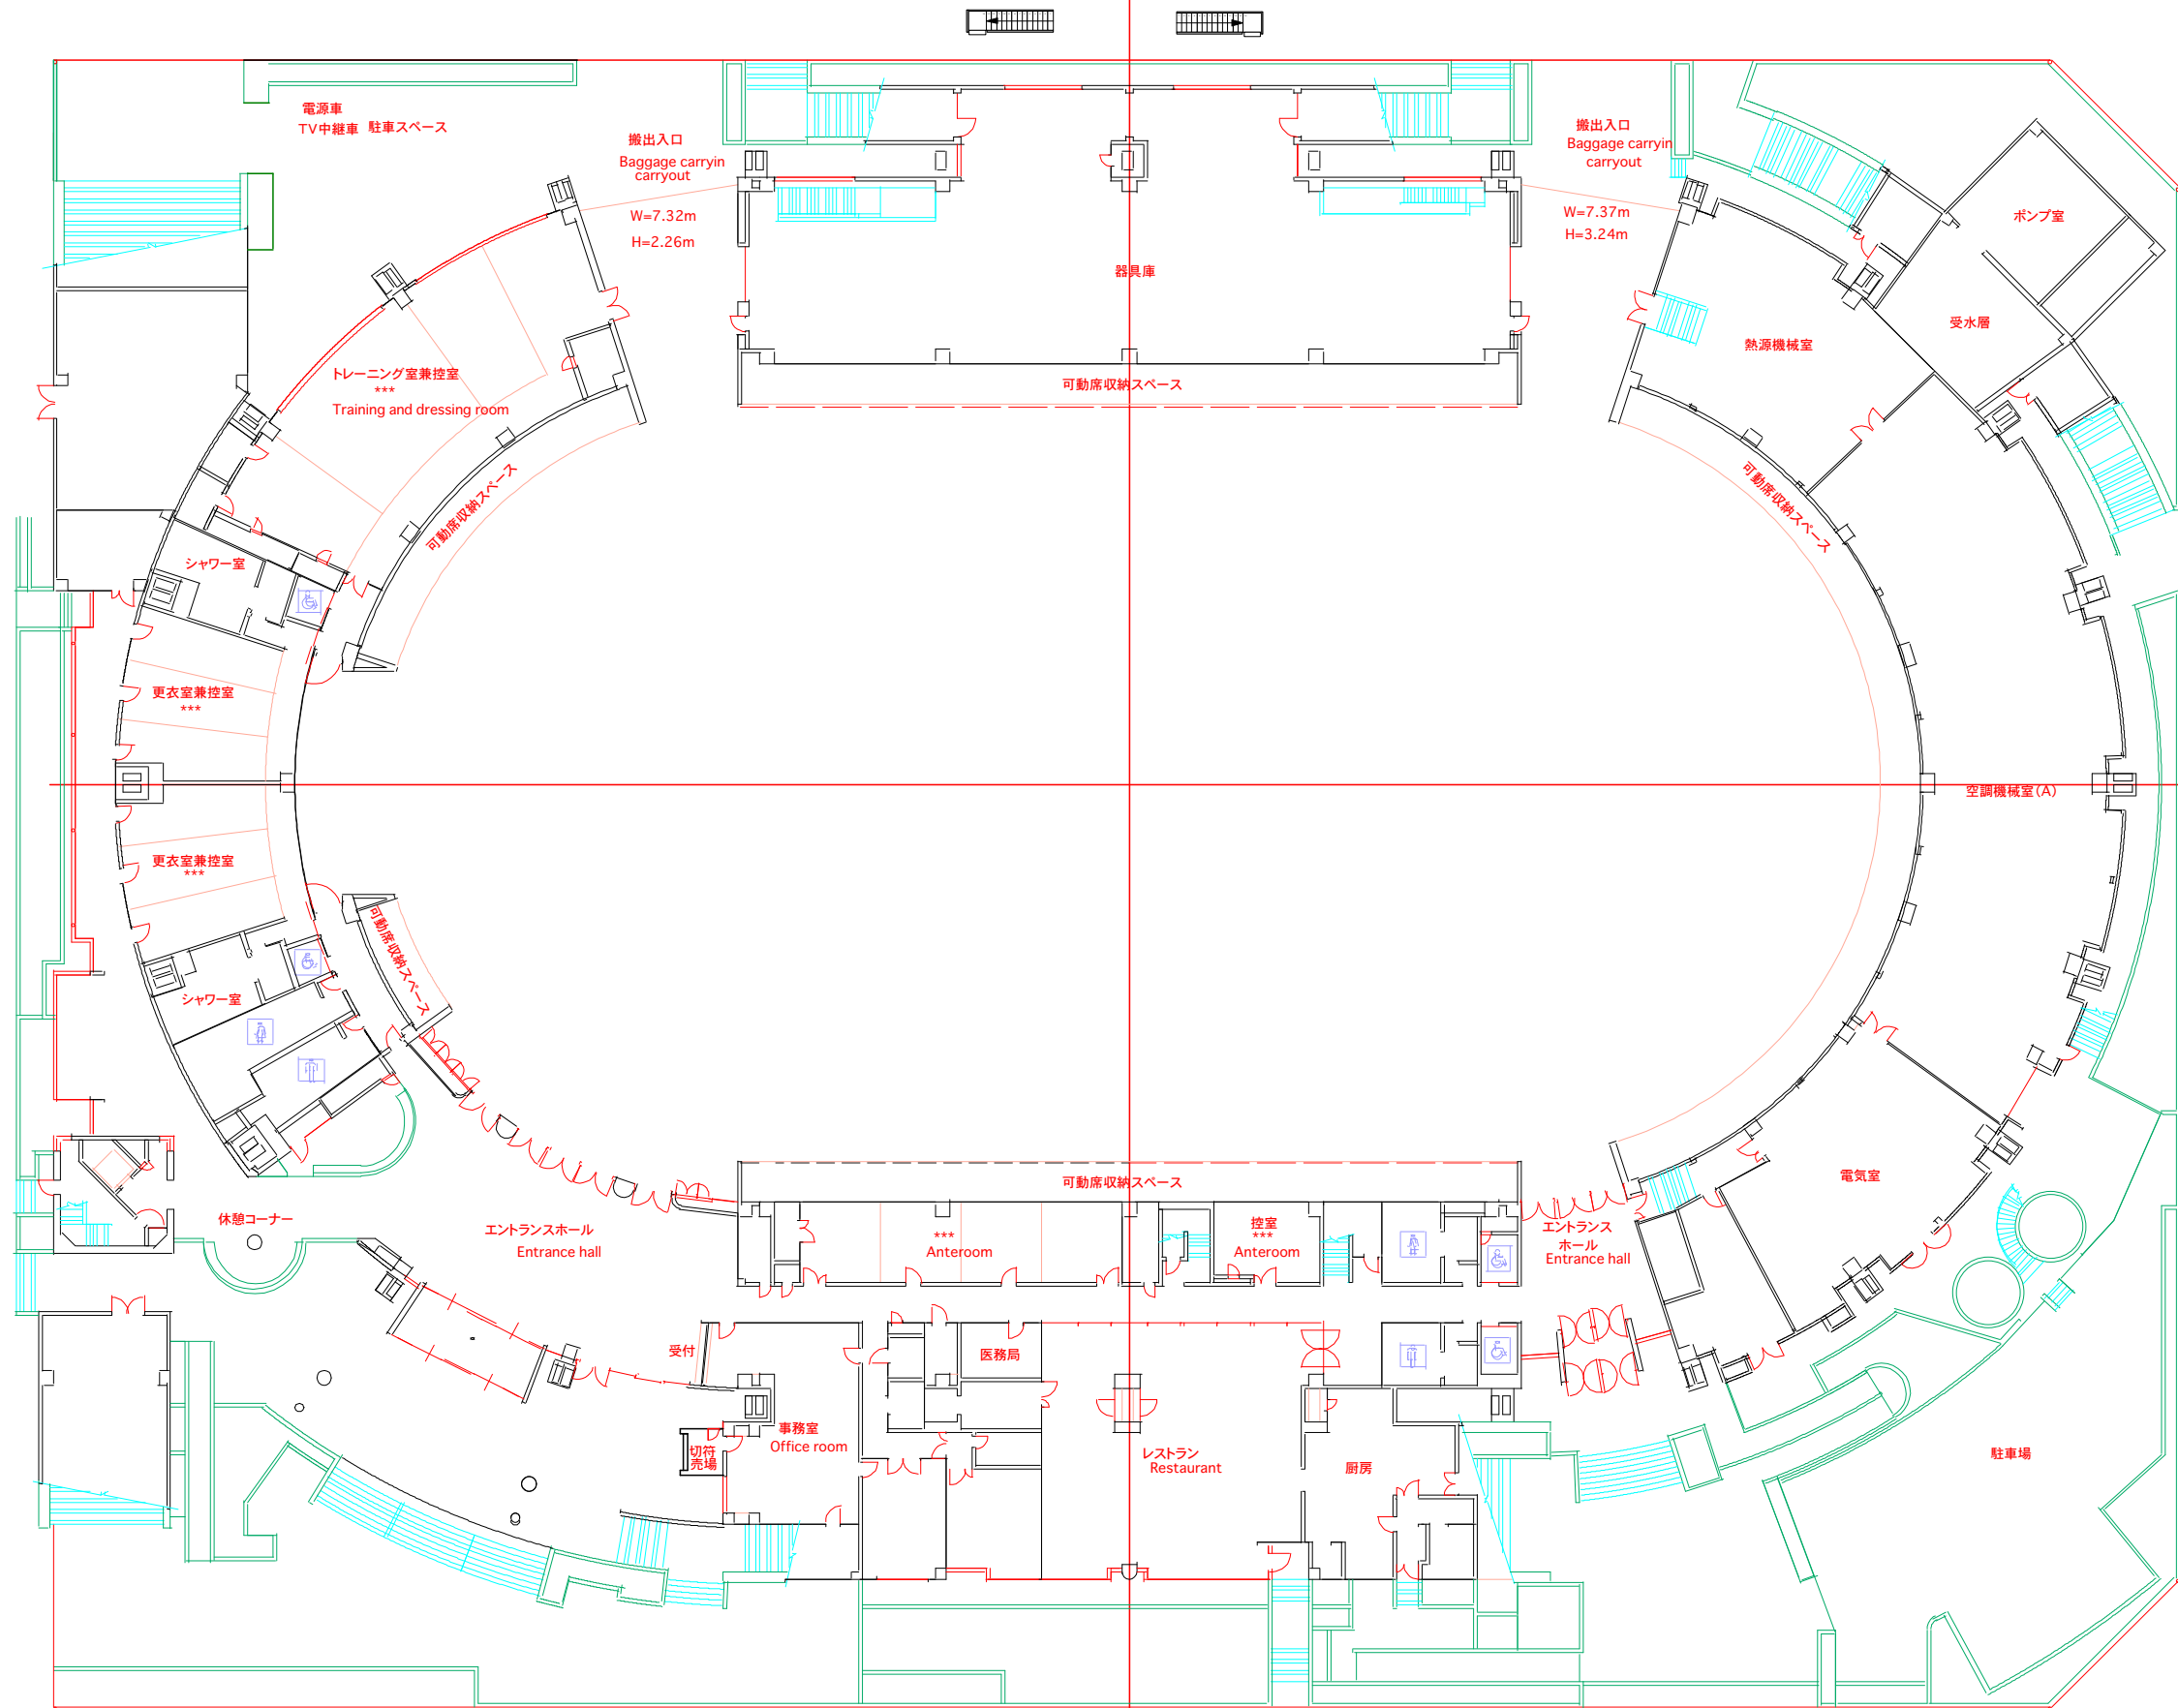 電源車
TV中継車 駐車スペース
搬出入口
Baggage carryin
carryout
W=7.32m
H=2.26m
搬出入口
Baggage carryin
carryout
W=7.37m
H=3.24m
ポンプ室
器具庫
受水層
熱源機械室
トレーニング室兼控室
***
Training and dressing room
可動席収納スペース
可動席収納スペース
可動席収納スペース
シャワー室
更衣室兼控室
***
空調機械室(A)
更衣室兼控室
***
可動席収納スペース
シャワー室
可動席収納スペース
電気室
休憩コーナー
エントランスホール
Entrance hall
***
Anteroom
控室
***
Anteroom
エントランス
ホール
Entrance hall
受付
医務局
事務室
Office room
切符
売場
レストラン
Restaurant
厨房
駐車場